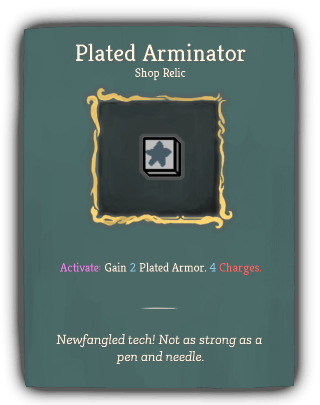 Plated Arminator
Shop Relic
Activate: Gain 2 Plated Armor. 4 Charges.
Newfangled tech! Not as strong as a
pen and needle.